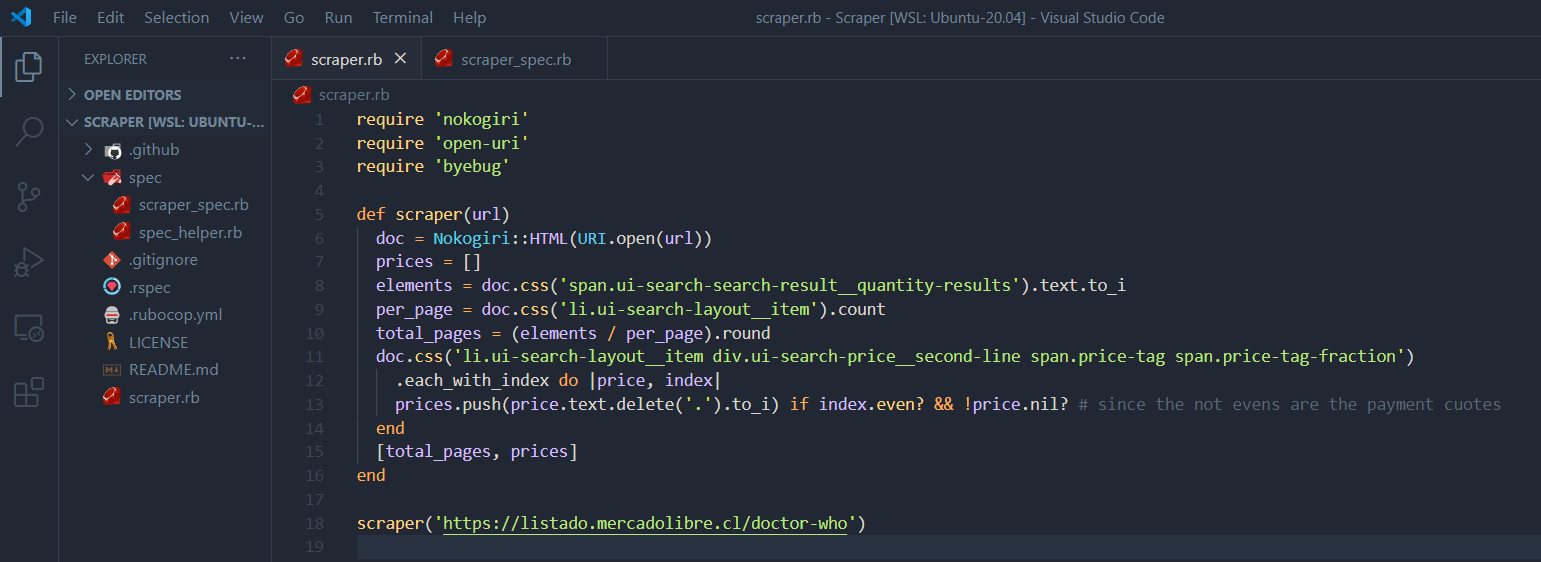 File Edit Selection View Go Run Terminal Help
scraper.rb - Scraper [WSL: Ubuntu-20.04] - Visual Studio Code
EXPLORER ...
OPEN EDITORS
SCRAPER [WSL: UBUNTU-...
.github
spec
scraper_spec.rb
spec_helper.rb
.gitignore
.rspec
.rubocop.yml
LICENSE
README.md
scraper.rb
scraper.rb scraper_spec.rb
scraper.rb
1 require 'nokogiri'
2 require 'open-uri'
3 require 'byebug'
4
5 def scraper(url)
6   doc = Nokogiri::HTML(URI.open(url))
7   prices = []
8   elements = doc.css('span.ui-search-search-result__quantity-results').text.to_i
9   per_page = doc.css('li.ui-search-layout__item').count
10   total_pages = (elements / per_page).round
11   doc.css('li.ui-search-layout__item div.ui-search-price__second-line span.price-tag span.price-tag-fraction')
12     .each_with_index do |price, index|
13     prices.push(price.text.delete('.').to_i) if index.even? && !price.nil? # since the not evens are the payment cuotes
14   end
15   [total_pages, prices]
16 end
17
18 scraper('https://listado.mercadolibre.cl/doctor-who')
19